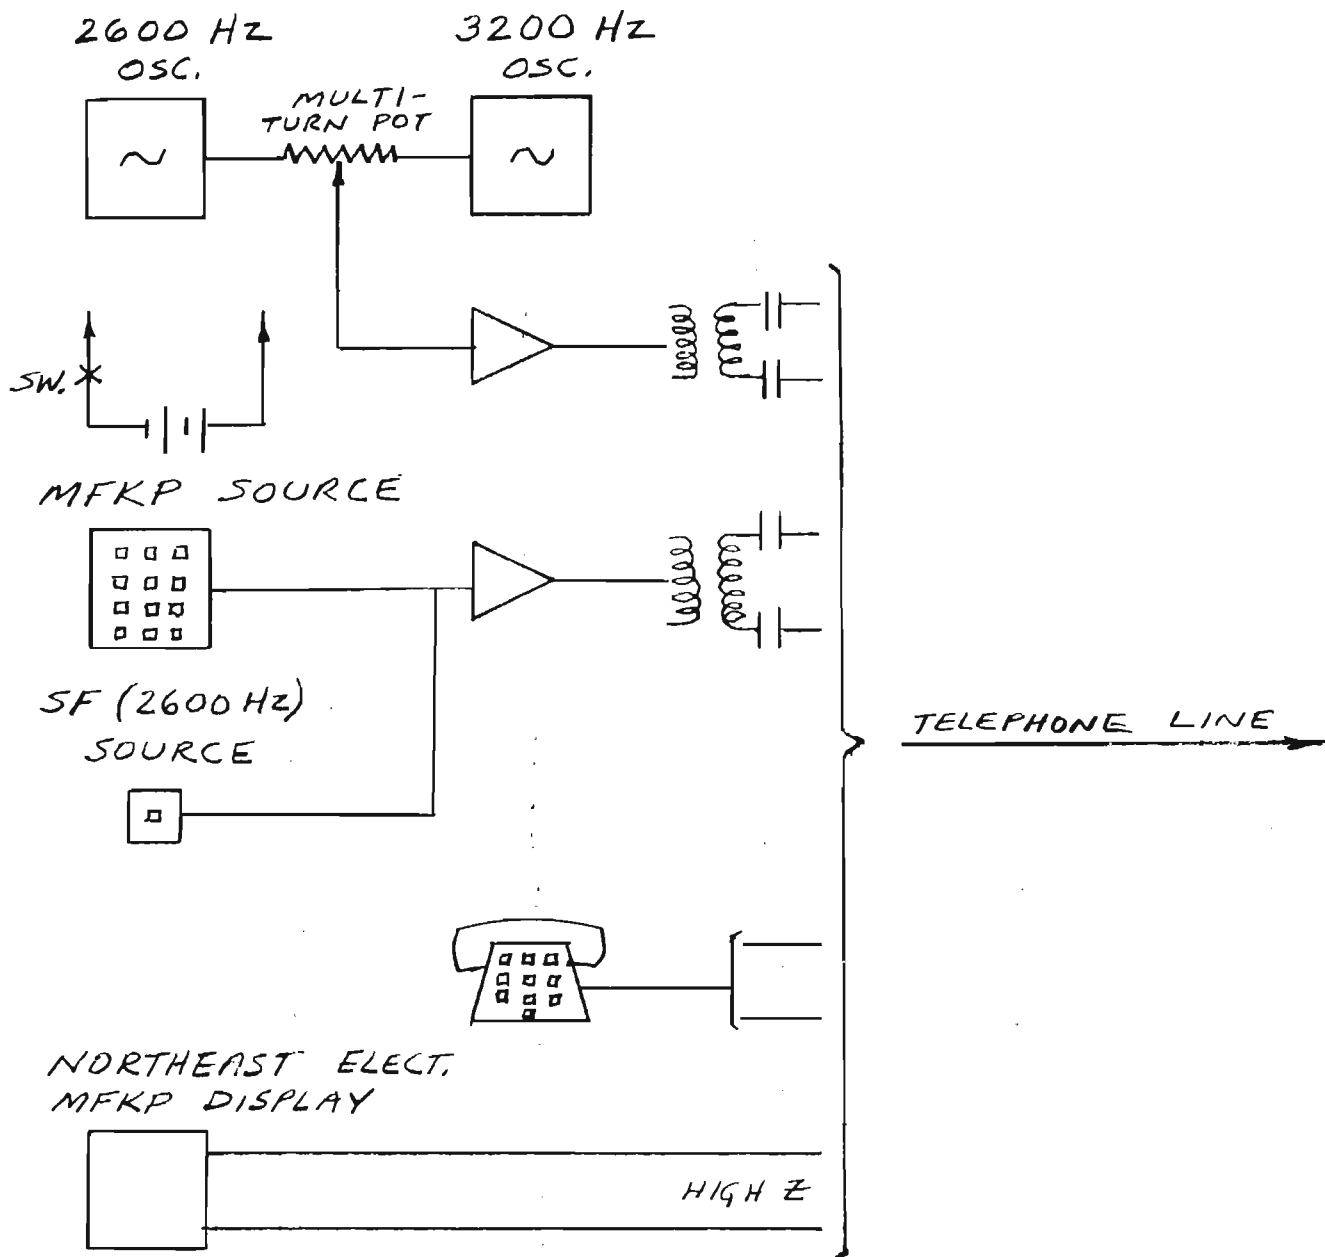 2600 Hz
OSC.
3200 Hz
OSC.
MULTI-
TURN POT
SW.
MFKP SOURCE
SF (2600 Hz)
SOURCE
TELEPHONE LINE
NORTHEAST ELECT.
MFKP DISPLAY
HIGH Z